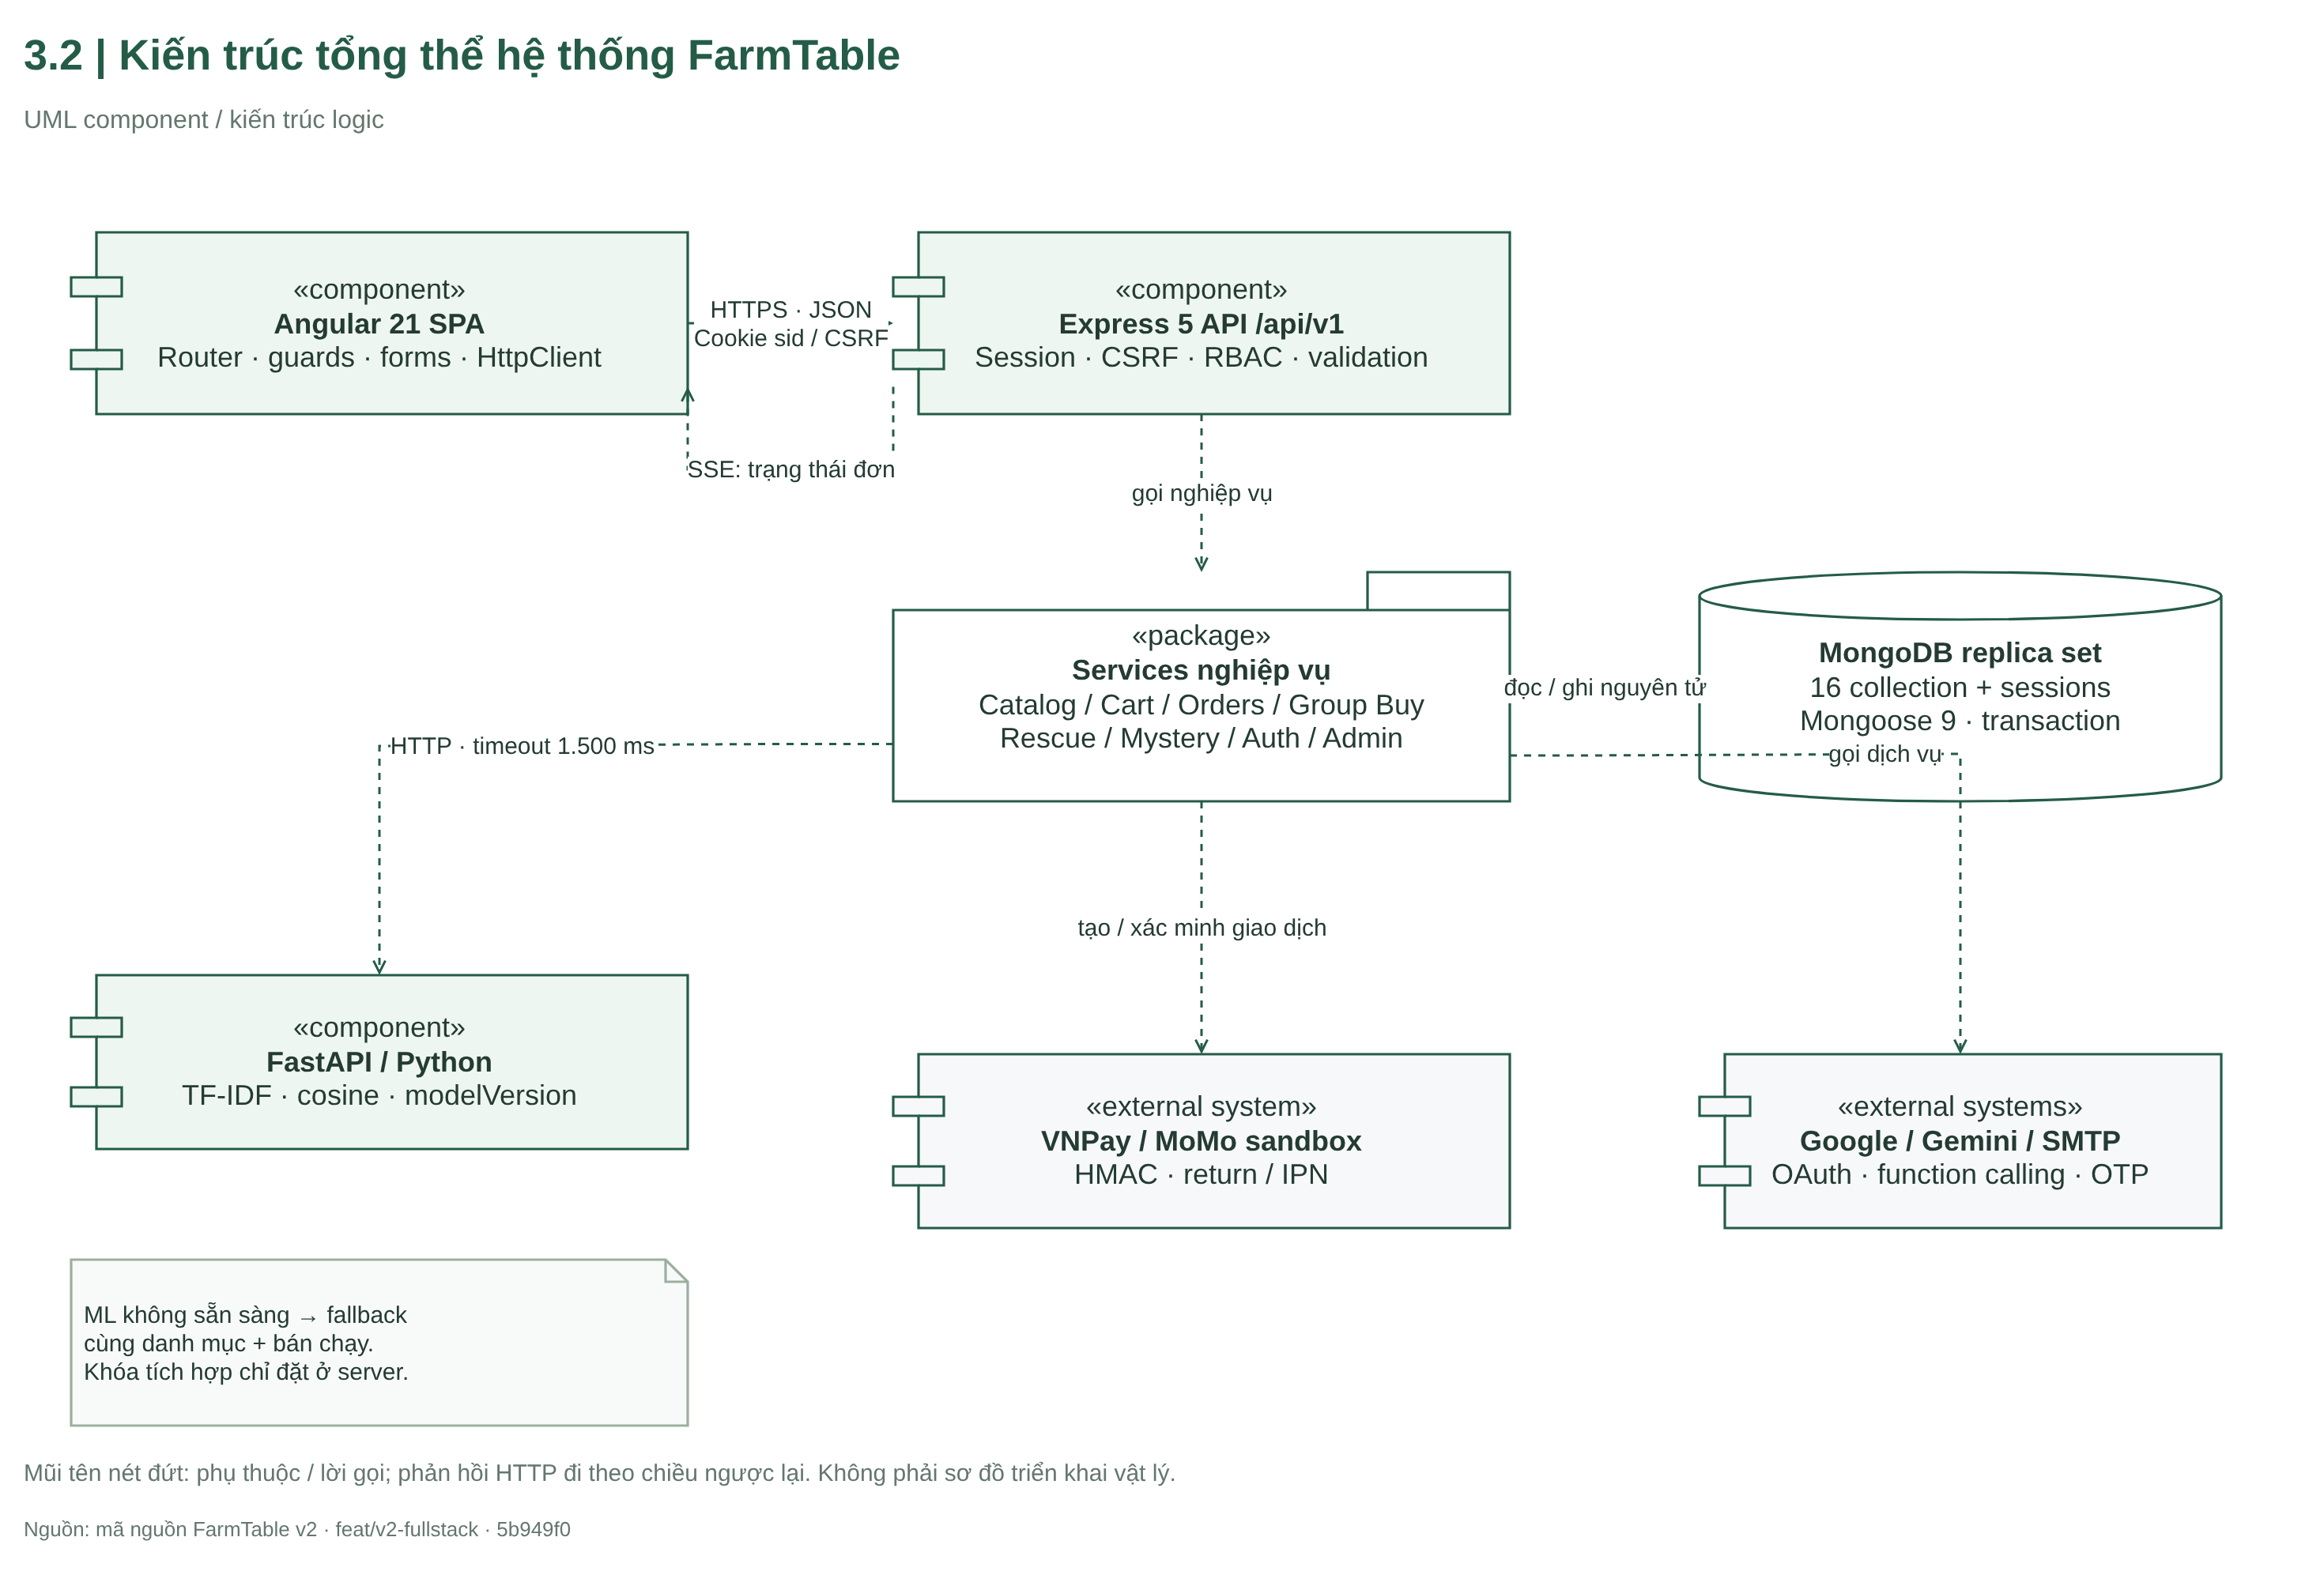 3.2 | Kiến trúc tổng thể hệ thống FarmTable
UML component / kiến trúc logic
«component»
Angular 21 SPA
Router · guards · forms · HttpClient
HTTPS · JSON
Cookie sid / CSRF
«component»
Express 5 API /api/v1
Session · CSRF · RBAC · validation
SSE: trạng thái đơn
gọi nghiệp vụ
«package»
Services nghiệp vụ
Catalog / Cart / Orders / Group Buy
Rescue / Mystery / Auth / Admin
đọc / ghi nguyên tử
MongoDB replica set
16 collection + sessions
Mongoose 9 · transaction
gọi dịch vụ
HTTP · timeout 1.500 ms
tạo / xác minh giao dịch
«component»
FastAPI / Python
TF-IDF · cosine · modelVersion
«external system»
VNPay / MoMo sandbox
HMAC · return / IPN
«external systems»
Google / Gemini / SMTP
OAuth · function calling · OTP
ML không sẵn sàng → fallback
cùng danh mục + bán chạy.
Khóa tích hợp chỉ đặt ở server.
Mũi tên nét đứt: phụ thuộc / lời gọi; phản hồi HTTP đi theo chiều ngược lại. Không phải sơ đồ triển khai vật lý.
Nguồn: mã nguồn FarmTable v2 · feat/v2-fullstack · 5b949f0